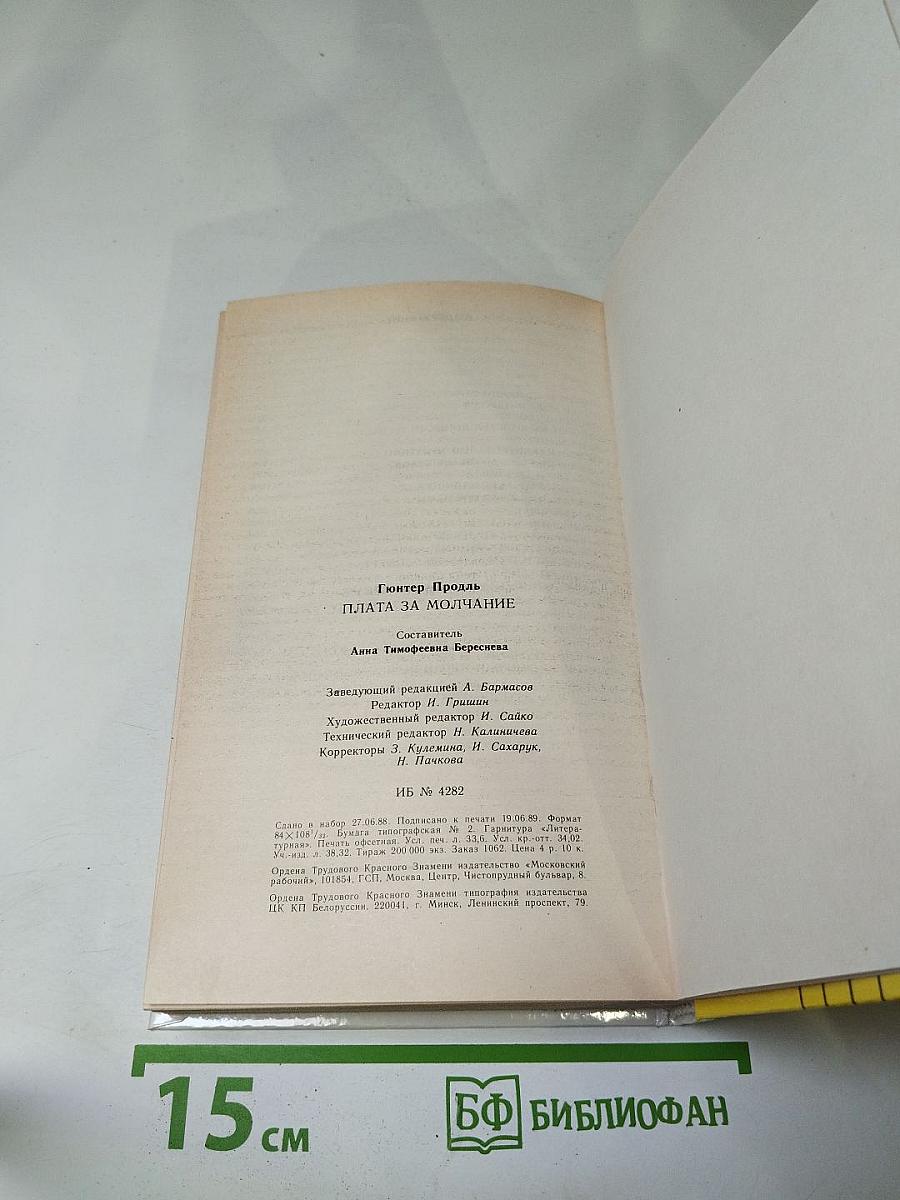 Гюнтер Продль
ПЛАТА ЗА МОЛЧАНИЕ
Составитель
Анна Тимофеевна Береснева
Заведующий редакцией А. Бармасов
Редактор И. Гришин
Художественный редактор И. Сайко
Технический редактор Н. Калиничева
Корректоры З. Кулемина, И. Сахарук,
Н. Пачкова
ИБ № 4282
Сдано в набор 27.06.88. Подписано к печати 19.06.89. Формат
84×108¹/₃₂. Бумага типографская № 2. Гарнитура «Литера-
турная». Печать офсетная. Усл. печ. л. 33,6. Усл. кр.-отт. 34,02.
Уч.-изд. л. 38,32. Тираж 200 000 экз. Заказ 1062. Цена 4 р. 10 к.
Ордена Трудового Красного Знамени издательство «Московский
рабочий», 101854, ГСП, Москва, Центр, Чистопрудный бульвар, 8.
Ордена Трудового Красного Знамени типография издательства
ЦК КП Белоруссии. 220041, г. Минск, Ленинский проспект, 79.
15 см
БФ БИБЛИОФАН